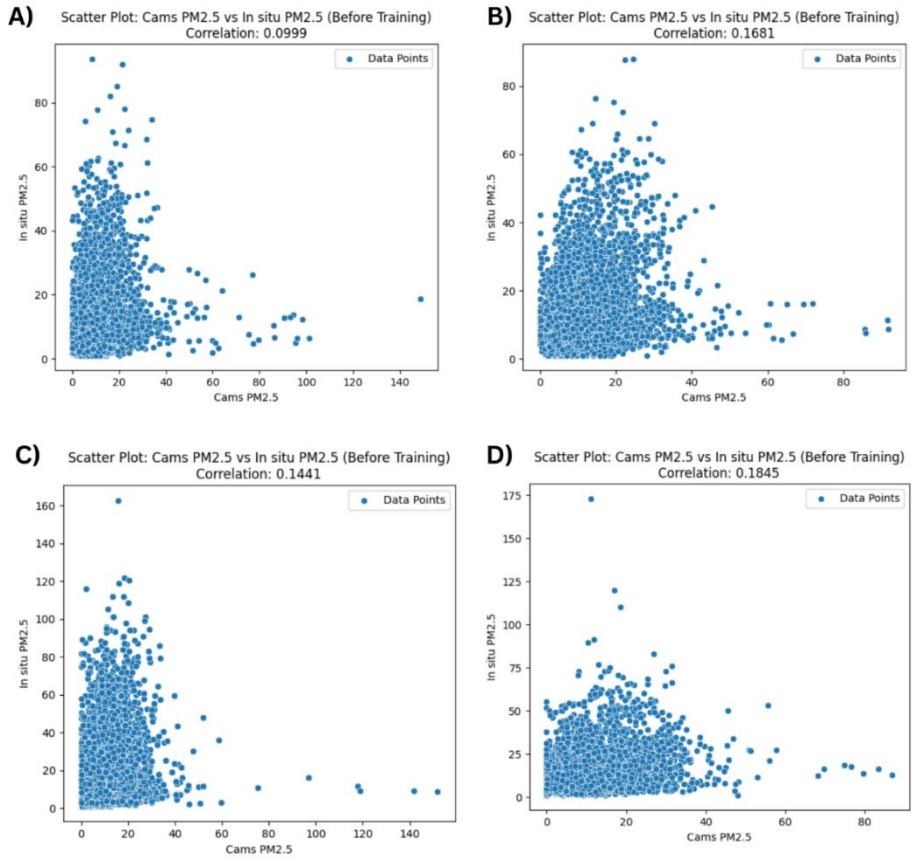 A)
Scatter Plot: Cams PM2.5 vs In situ PM2.5 (Before Training)
Correlation: 0.0999
Data Points
In situ PM2.5
80
60
40
20
0
0 20 40 60 80 100 120 140
Cams PM2.5
B)
Scatter Plot: Cams PM2.5 vs In situ PM2.5 (Before Training)
Correlation: 0.1681
Data Points
In situ PM2.5
80
60
40
20
0
0 20 40 60 80
Cams PM2.5
C)
Scatter Plot: Cams PM2.5 vs In situ PM2.5 (Before Training)
Correlation: 0.1441
Data Points
In situ PM2.5
160
140
120
100
80
60
40
20
0
0 20 40 60 80 100 120 140
Cams PM2.5
D)
Scatter Plot: Cams PM2.5 vs In situ PM2.5 (Before Training)
Correlation: 0.1845
Data Points
In situ PM2.5
175
150
125
100
75
50
25
0
0 20 40 60 80
Cams PM2.5